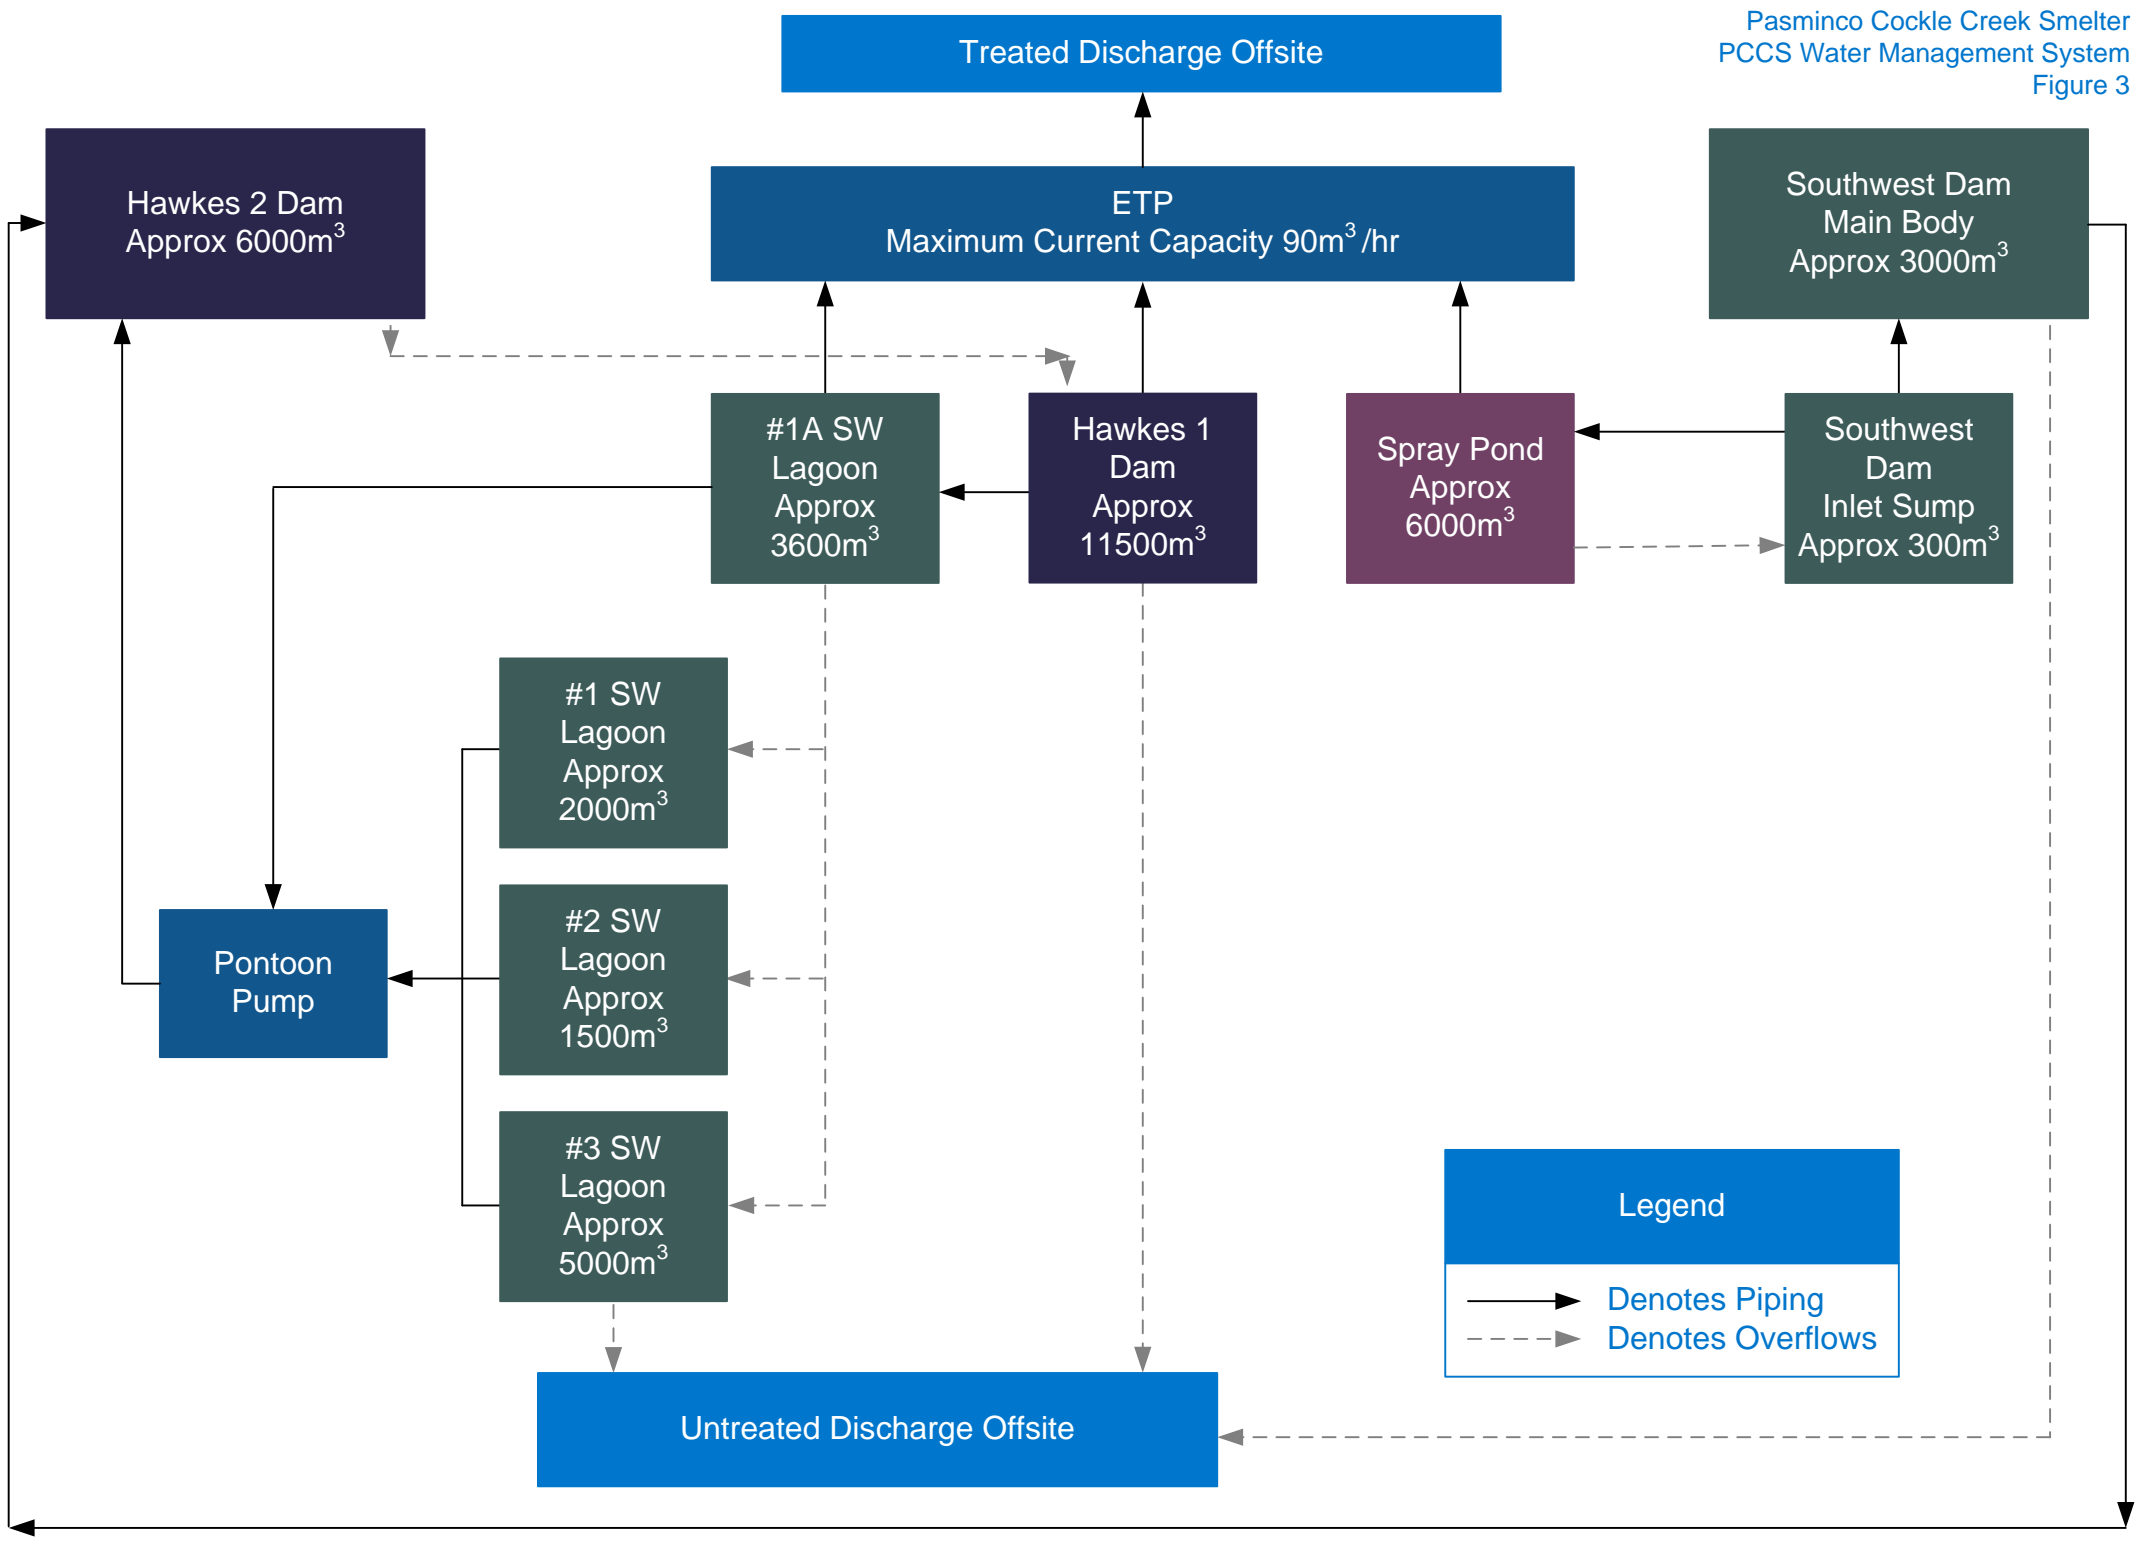 Pasminco Cockle Creek Smelter
PCCS Water Management System
Figure 3
Treated Discharge Offsite
Hawkes 2 Dam
Approx 6000m³
ETP
Maximum Current Capacity 90m³ /hr
Southwest Dam
Main Body
Approx 3000m³
#1A SW
Lagoon
Approx
3600m³
Hawkes 1
Dam
Approx
11500m³
Spray Pond
Approx
6000m³
Southwest
Dam
Inlet Sump
Approx 300m³
#1 SW
Lagoon
Approx
2000m³
Pontoon
Pump
#2 SW
Lagoon
Approx
1500m³
#3 SW
Lagoon
Approx
5000m³
Legend
Denotes Piping
Denotes Overflows
Untreated Discharge Offsite